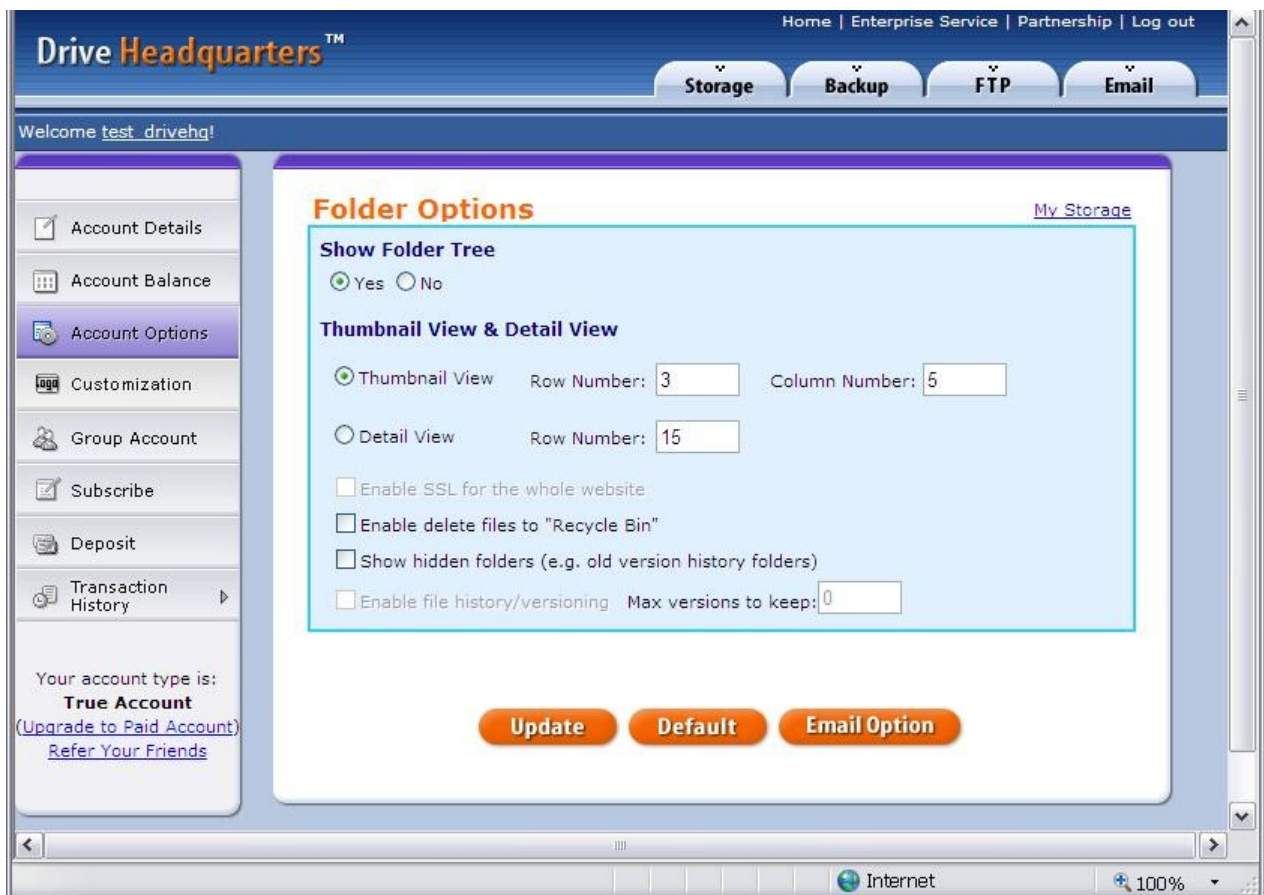 Home | Enterprise Service | Partnership | Log out
Drive Headquarters™
Storage Backup FTP Email
Welcome test_drivehq!
Account Details
Account Balance
Account Options
Logo Customization
Group Account
Subscribe
Deposit
Transaction
History
Your account type is:
True Account
(Upgrade to Paid Account)
Refer Your Friends
Folder Options My Storage
Show Folder Tree
Yes No
Thumbnail View & Detail View
Thumbnail View Row Number: 3 Column Number: 5
Detail View Row Number: 15
Enable SSL for the whole website
Enable delete files to "Recycle Bin"
Show hidden folders (e.g. old version history folders)
Enable file history/versioning Max versions to keep: 0
Update Default Email Option
Internet 100%